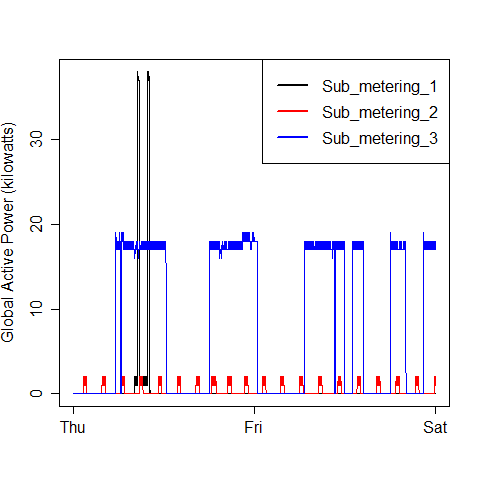 Sub_metering_1
Sub_metering_2
Sub_metering_3
Global Active Power (kilowatts)
30
20
10
0
Thu Fri Sat